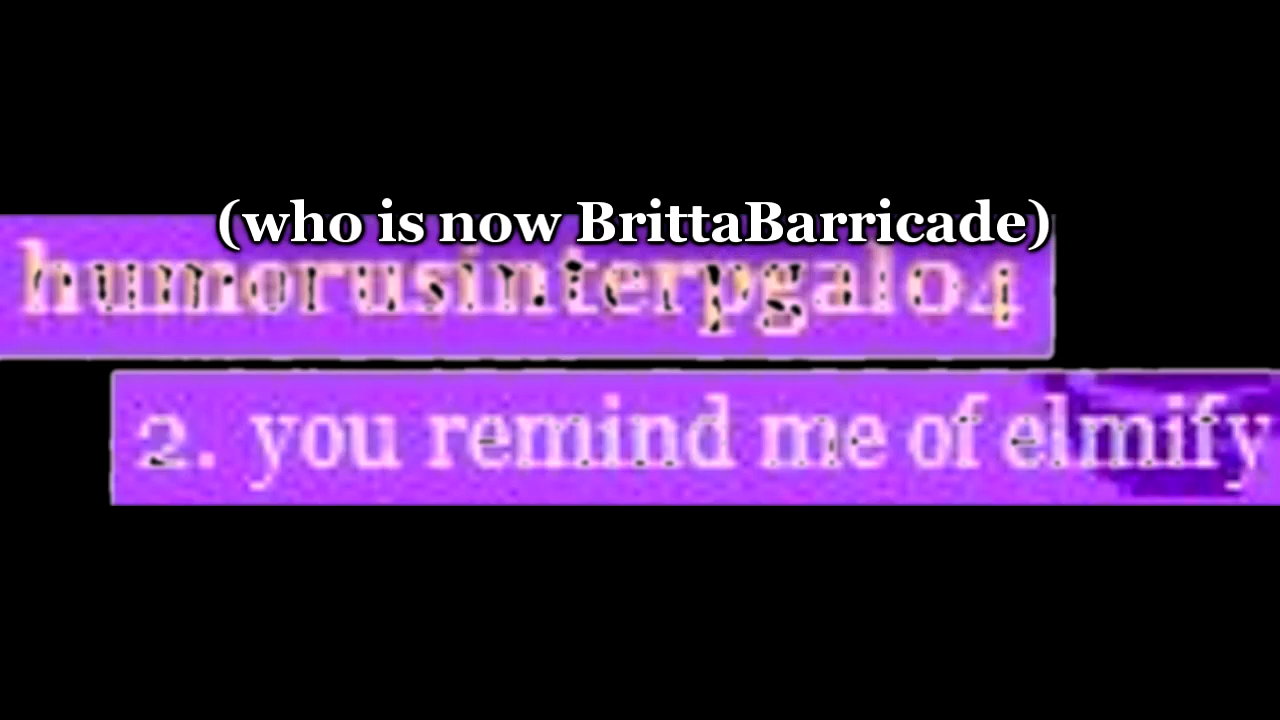 (who is now BrittaBarricade)
humorusinterpgal04
2. you remind me of elmify